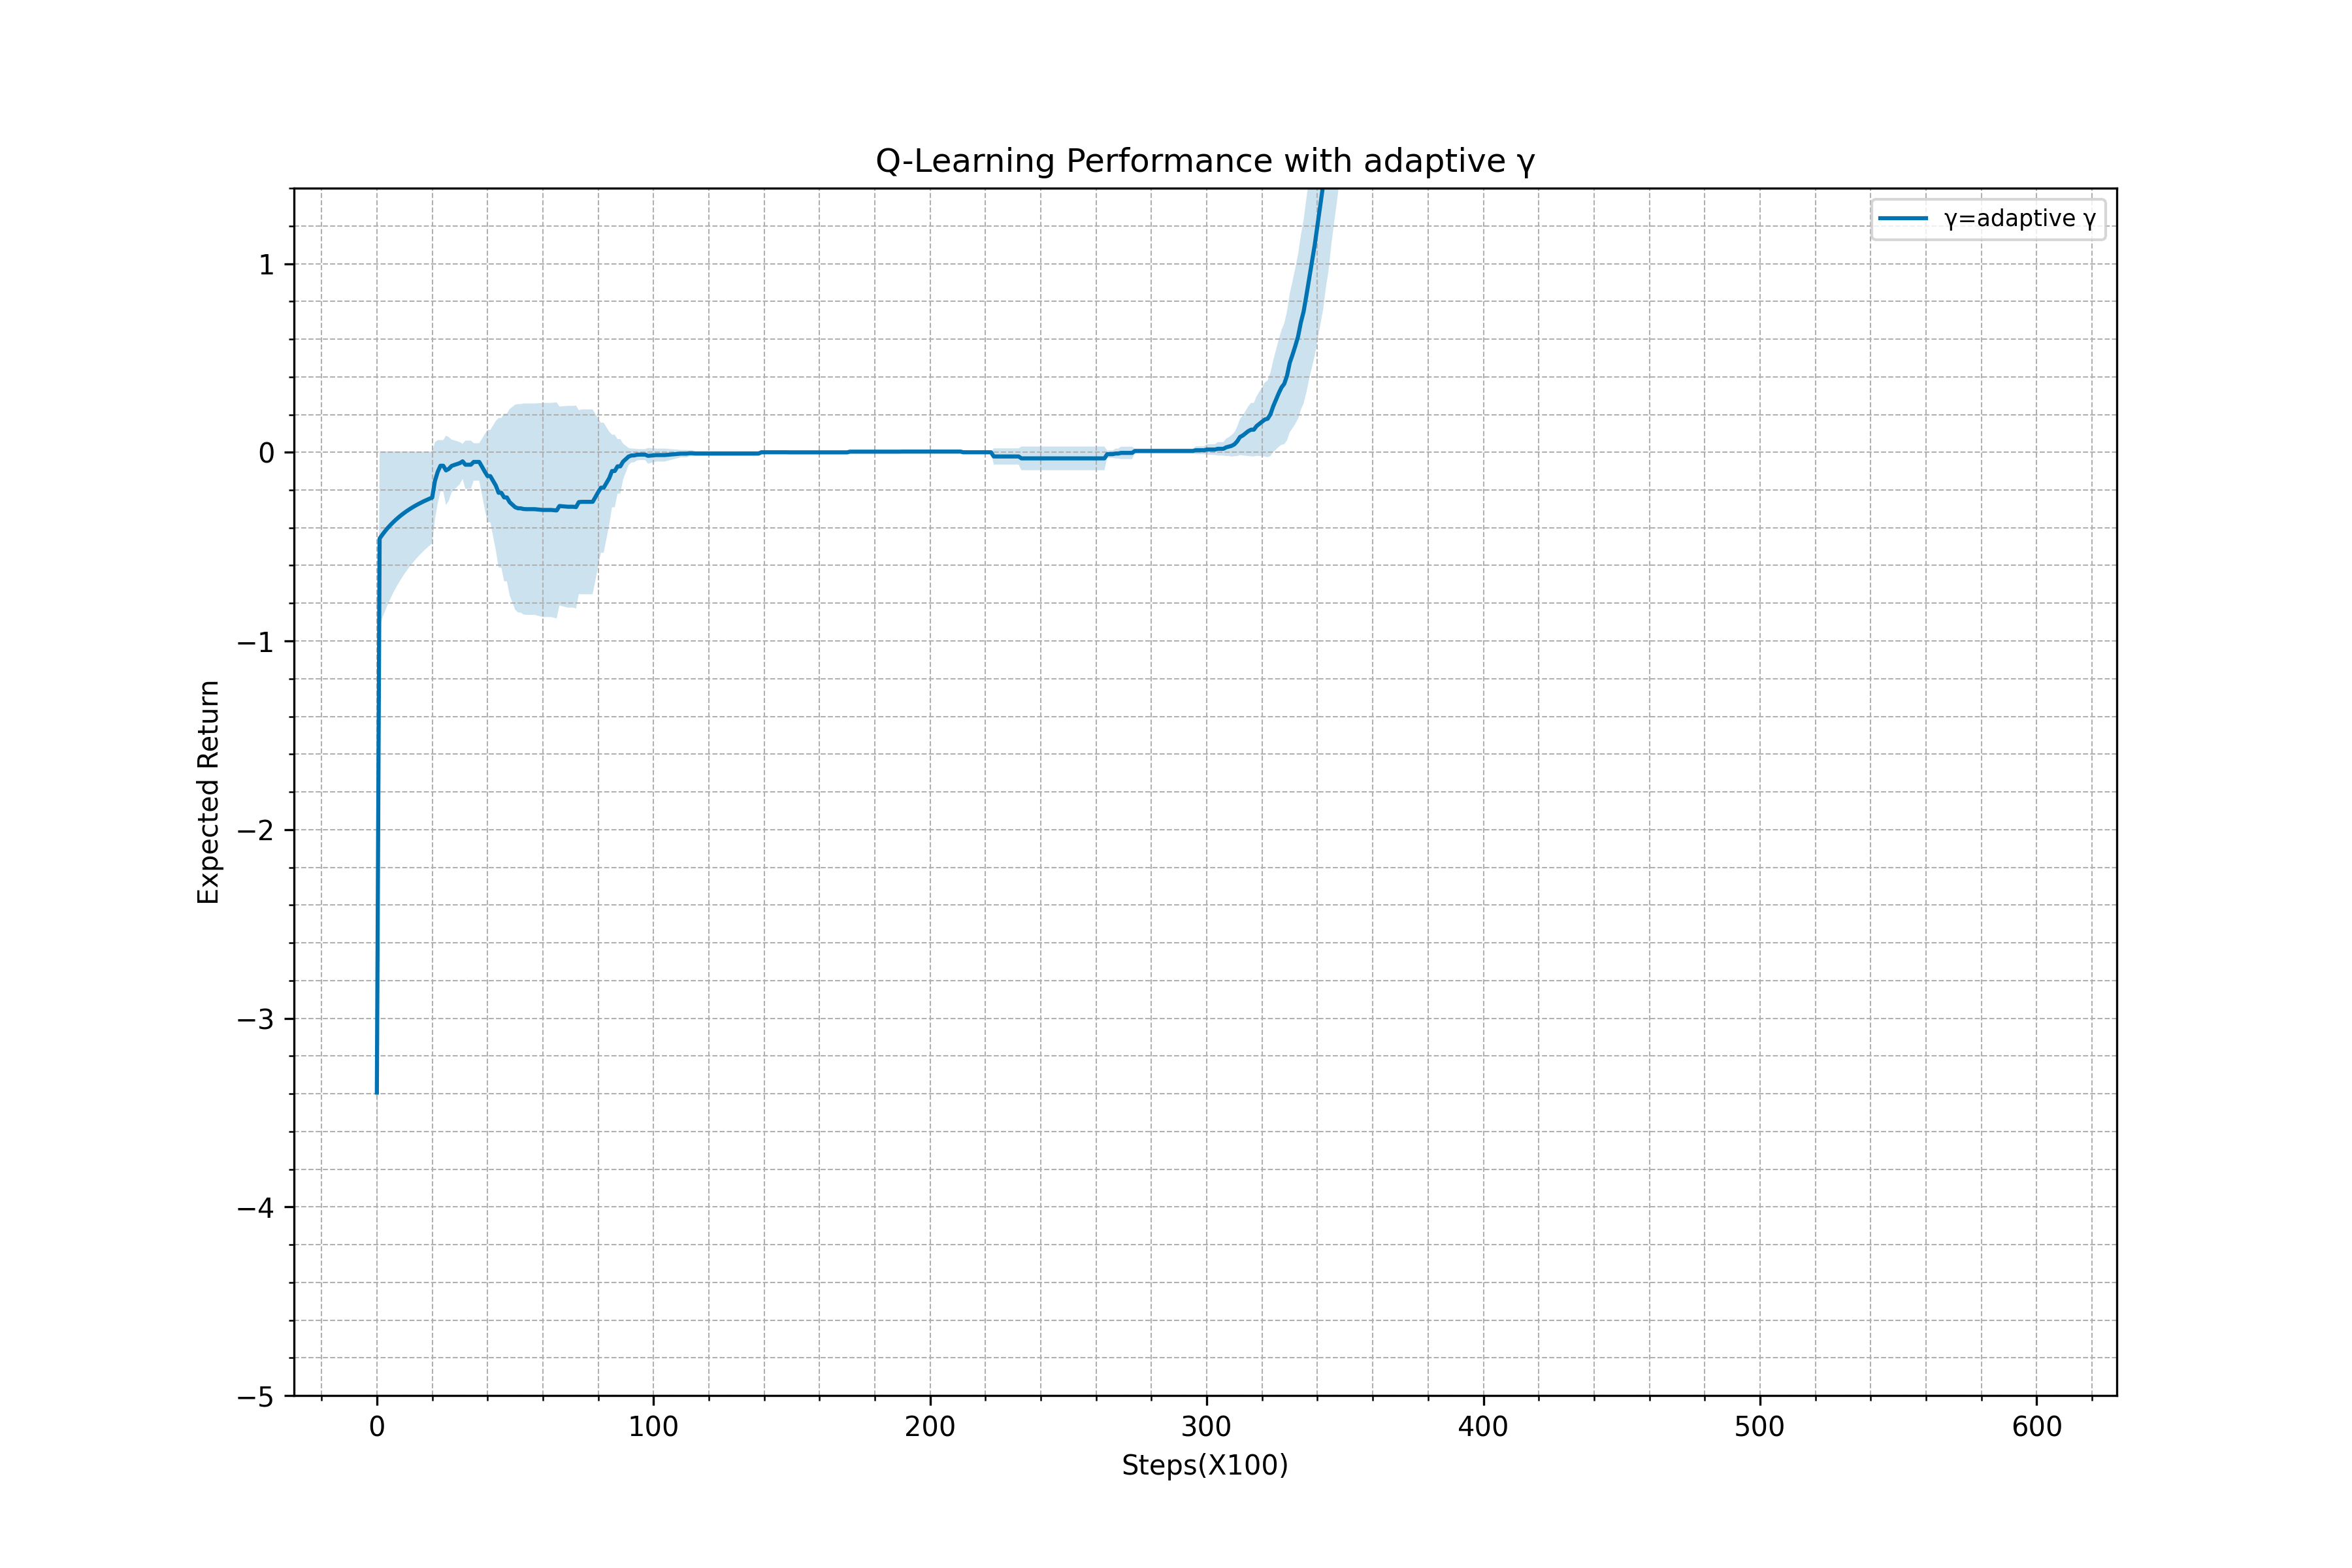 Q-Learning Performance with adaptive γ
γ=adaptive γ
1
0
−1
−2
−3
−4
−5
Expected Return
0 100 200 300 400 500 600
Steps(X100)